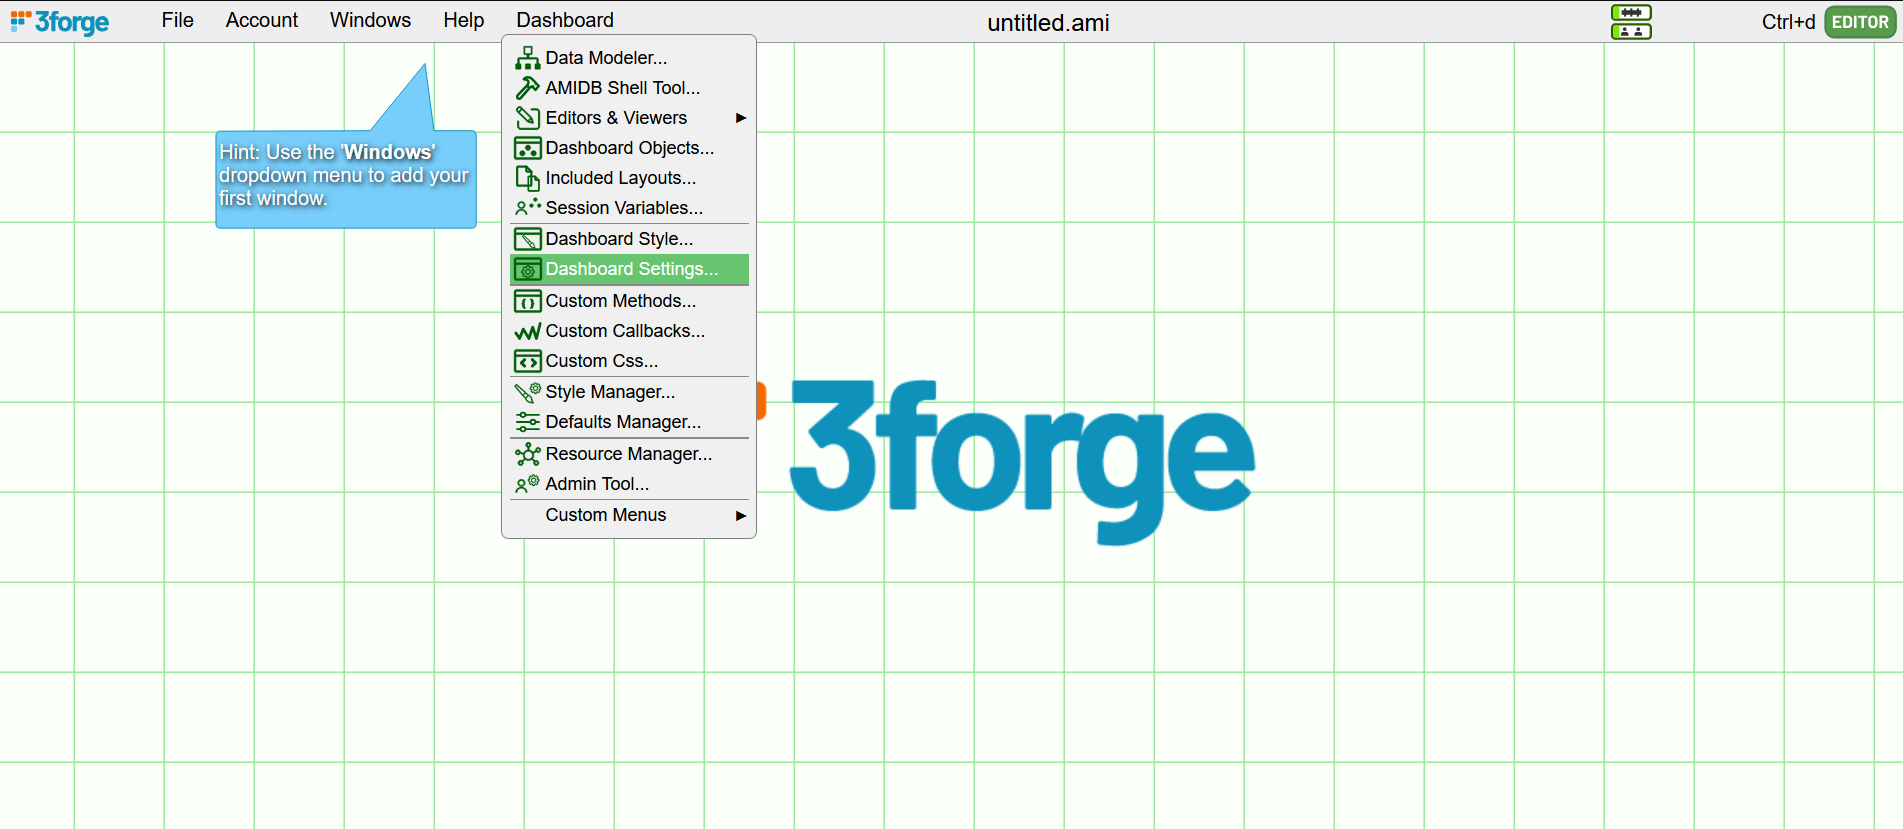 3forge
File
Account
Windows
Help
Dashboard
untitled.ami
Ctrl+d
EDITOR
Data Modeler...
AMIDB Shell Tool...
Editors & Viewers
Dashboard Objects...
Included Layouts...
Session Variables...
Dashboard Style...
Dashboard Settings...
Custom Methods...
Custom Callbacks...
Custom Css...
Style Manager...
Defaults Manager...
Resource Manager...
Admin Tool...
Custom Menus
Hint: Use the 'Windows'
dropdown menu to add your
first window.
3forge